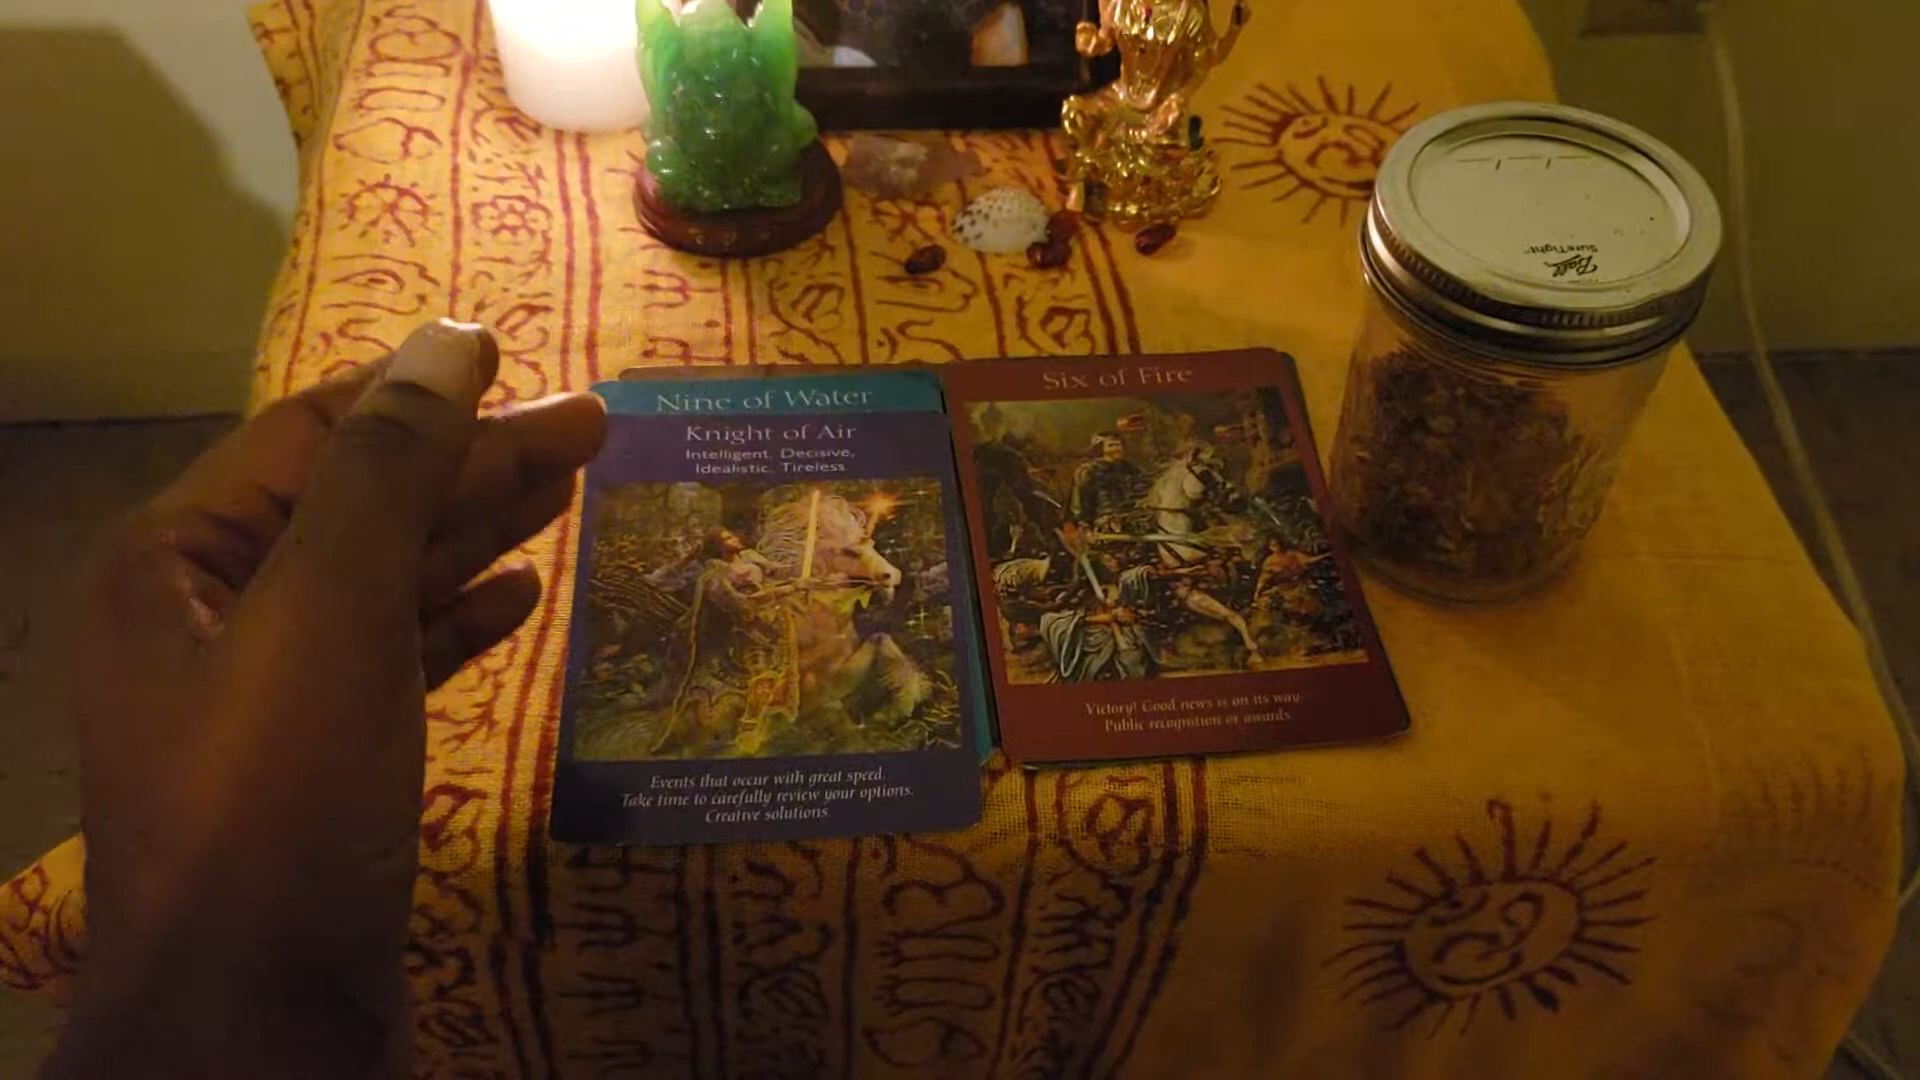 Nine of Water
Knight of Air
Intelligent, Decisive,
Idealistic, Tireless
Events that occur with great speed.
Take time to carefully review your options.
Creative solutions
Six of Fire
Victory! Good news is on its way.
Public recognition or awards
Ball
SureTight